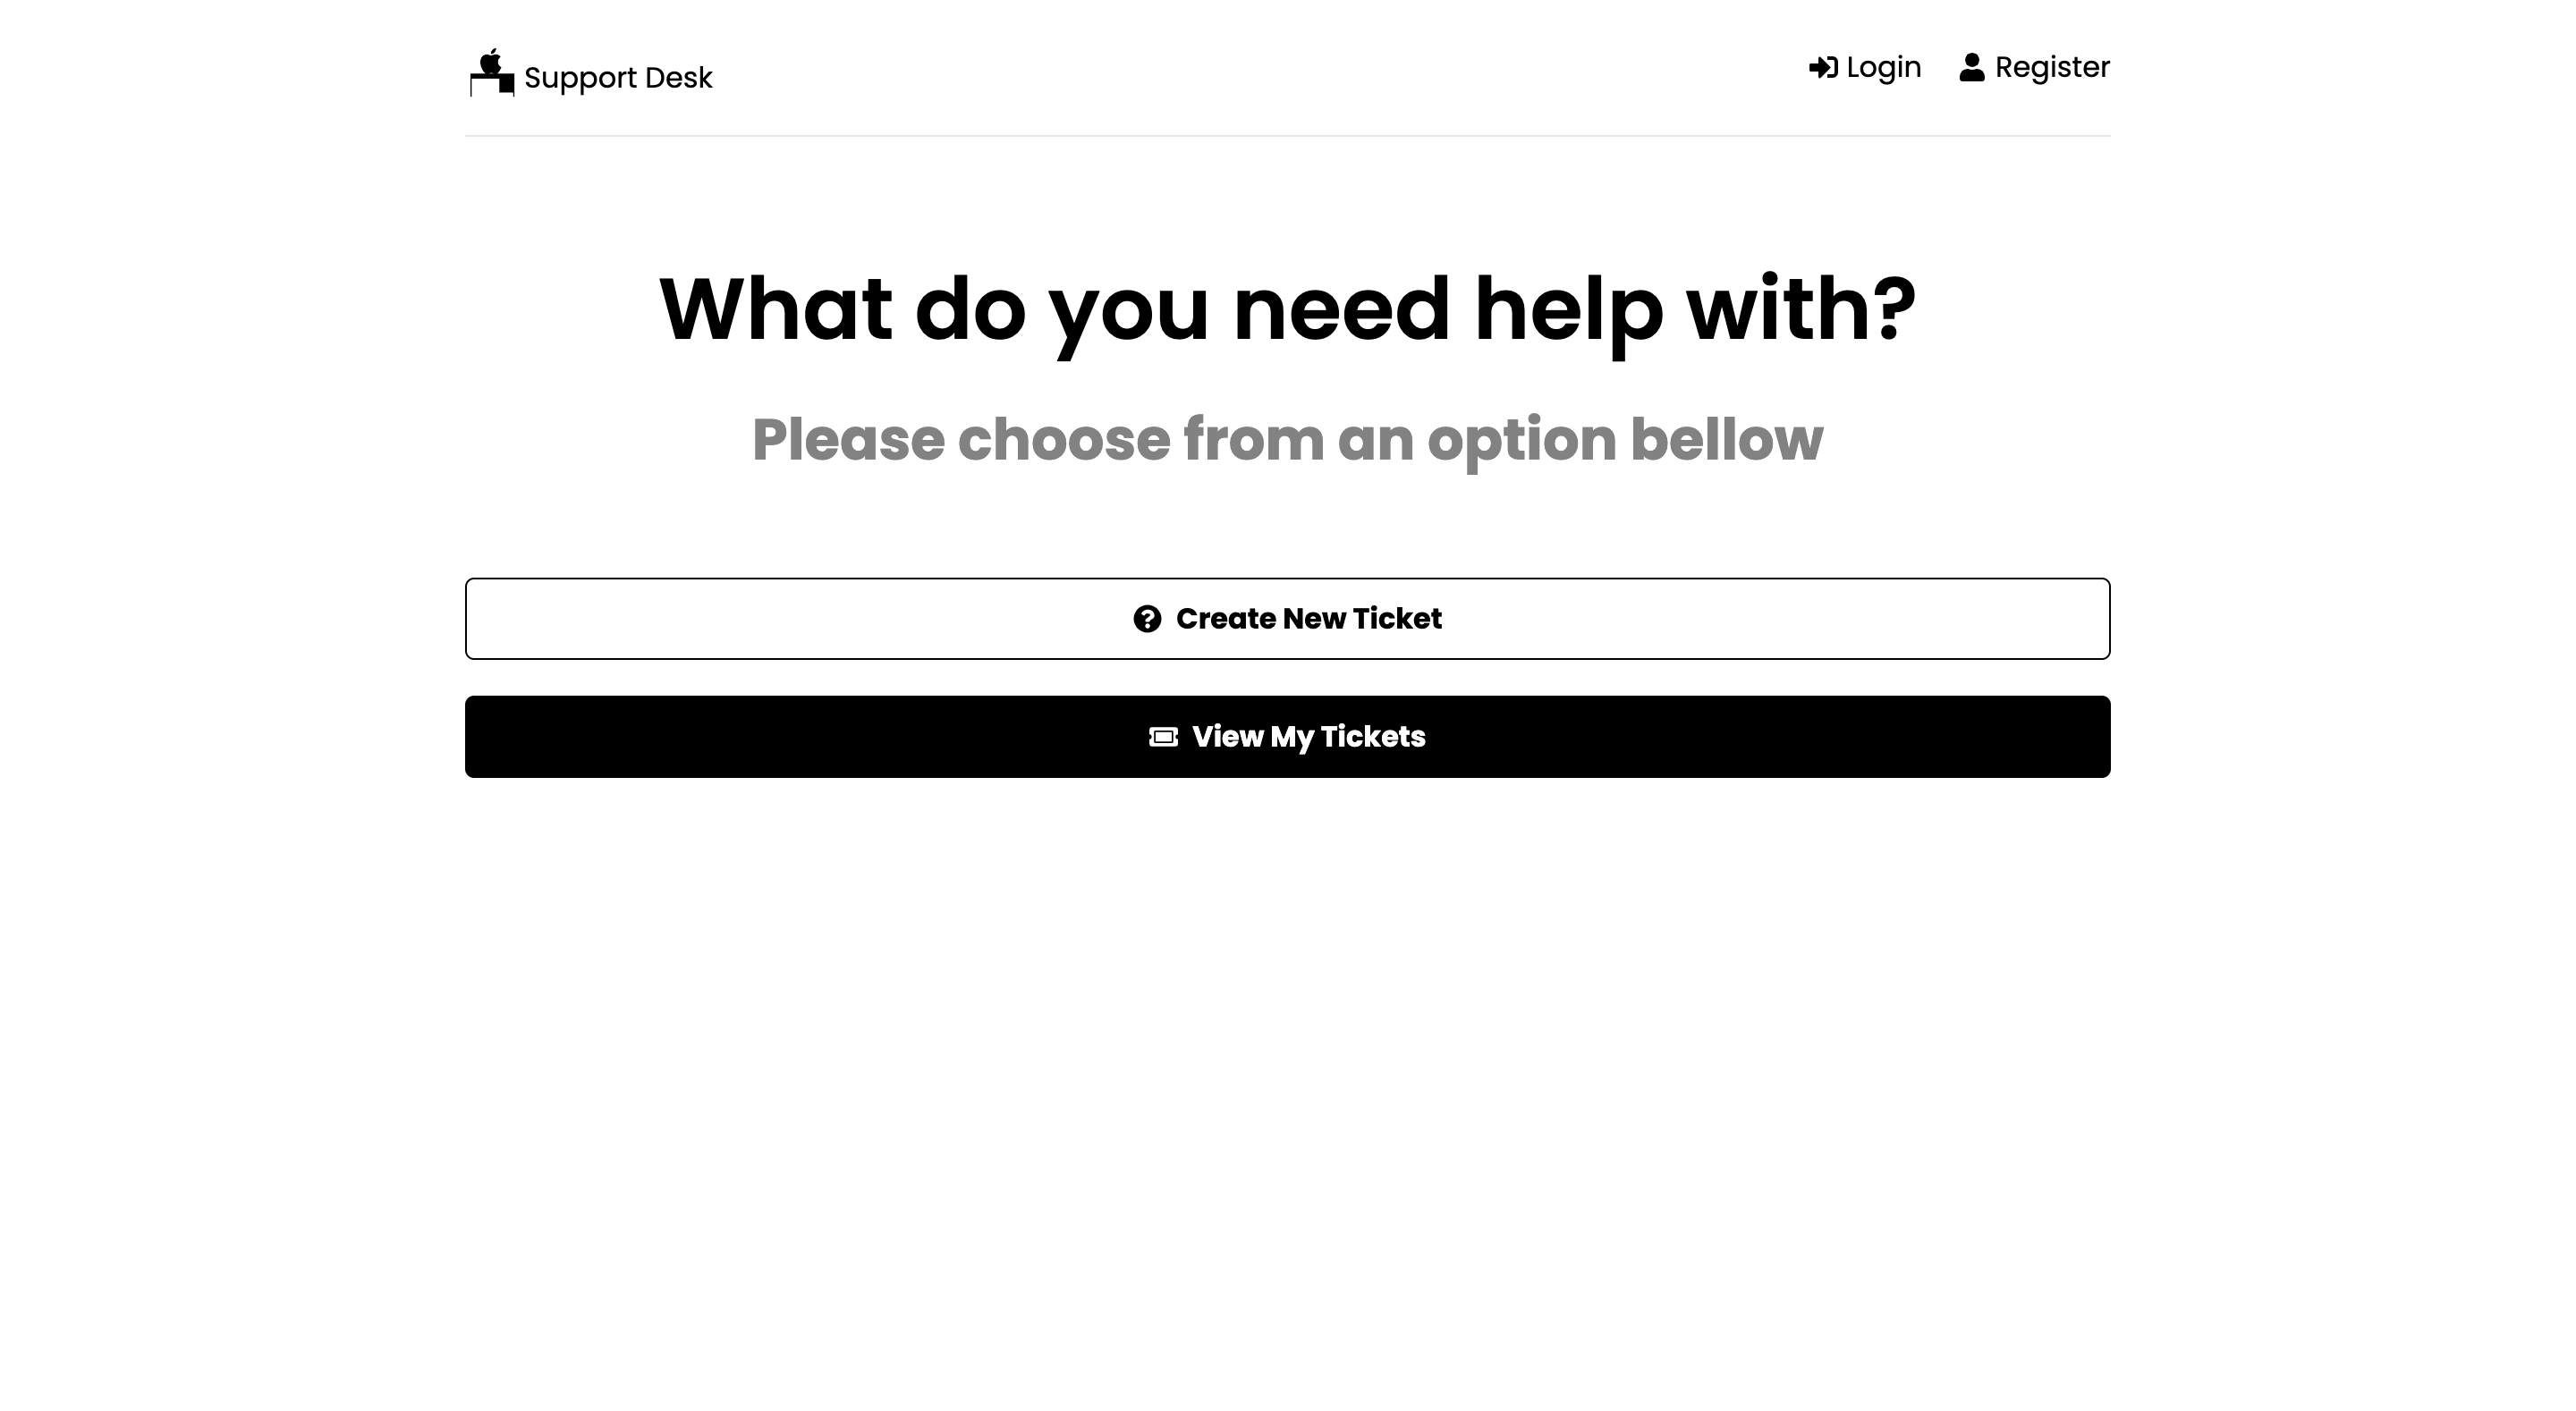 Support Desk
Login
Register
What do you need help with?
Please choose from an option bellow
Create New Ticket
View My Tickets